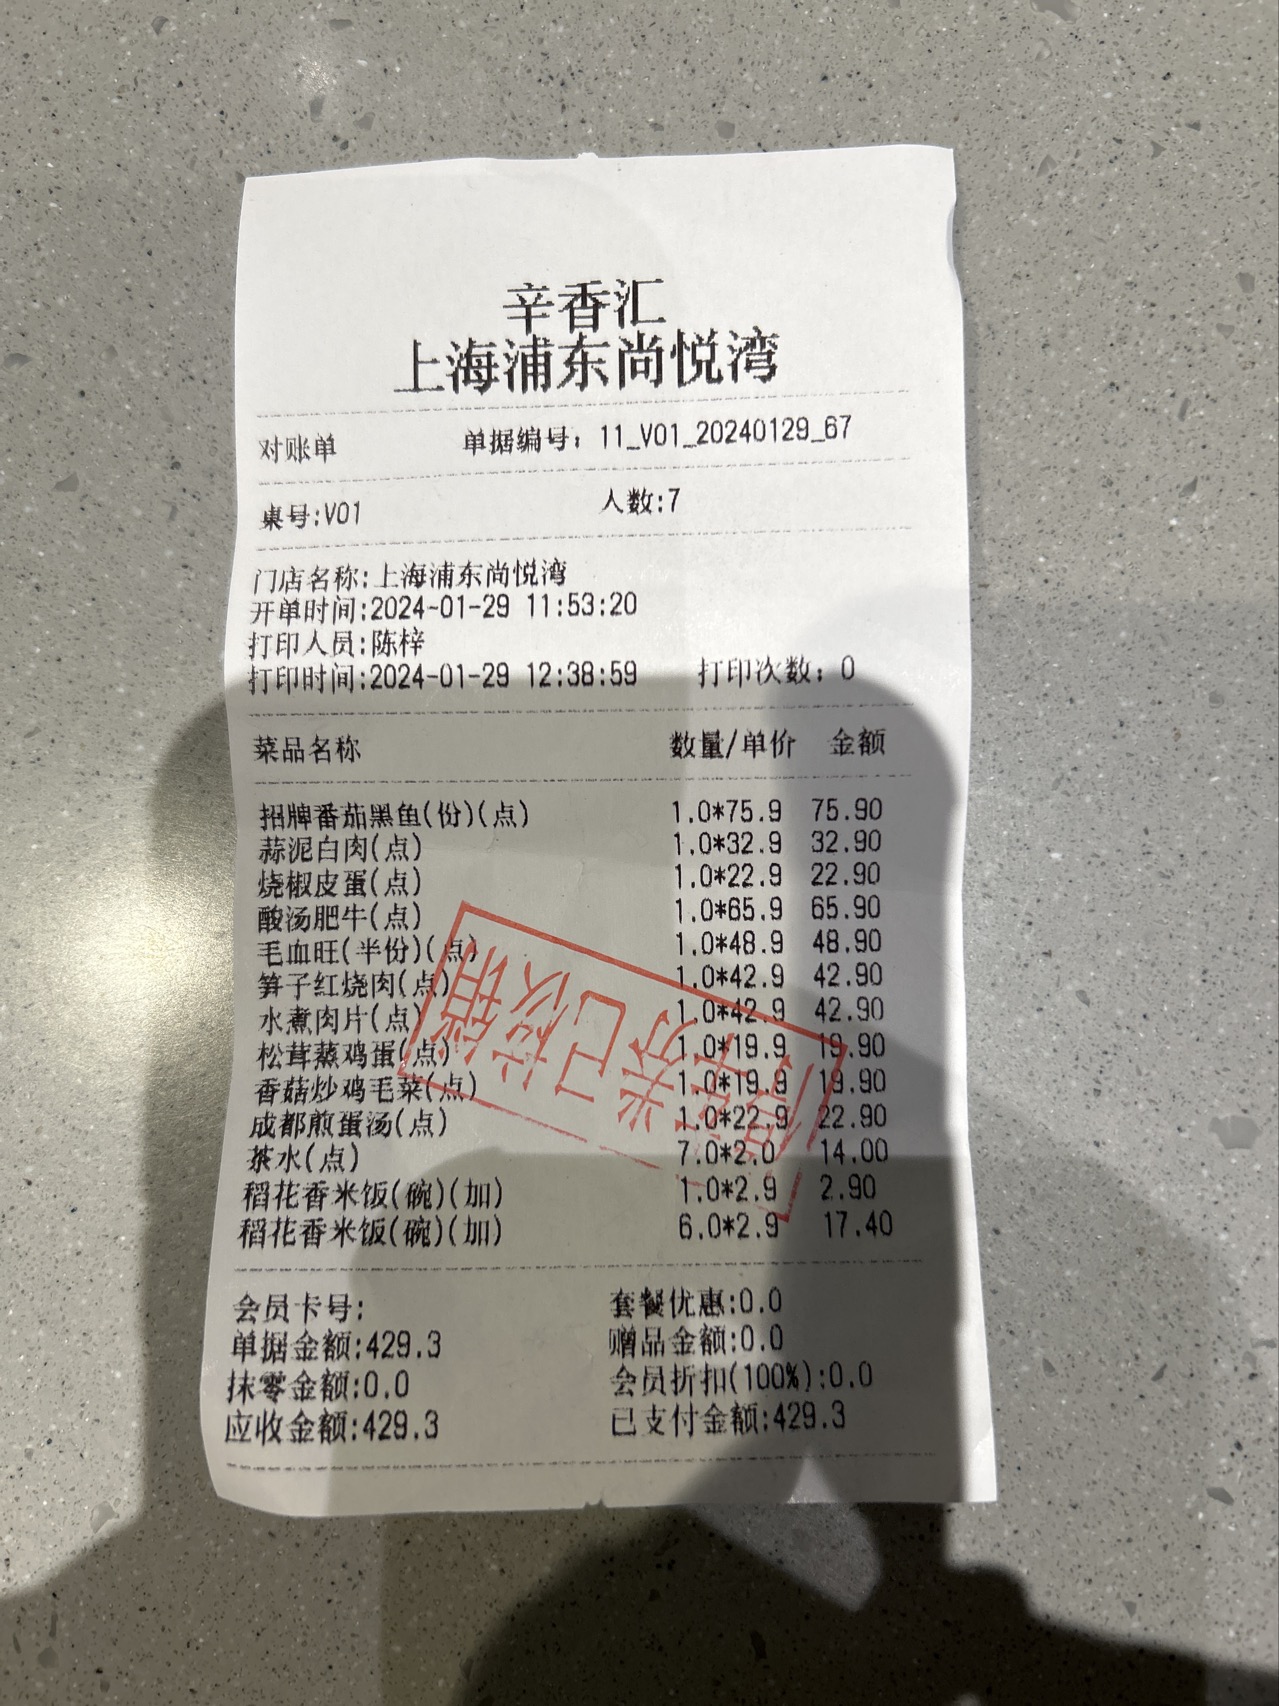 辛香汇
上海浦东尚悦湾
对账单 单据编号：11_V01_20240129_67
桌号:V01 人数:7
门店名称:上海浦东尚悦湾
开单时间:2024-01-29 11:53:20
打印人员:陈梓
打印时间:2024-01-29 12:38:59 打印次数：0
菜品名称 数量/单价 金额
招牌番茄黑鱼(份)(点) 1.0*75.9 75.90
蒜泥白肉(点) 1.0*32.9 32.90
烧椒皮蛋(点) 1.0*22.9 22.90
酸汤肥牛(点) 1.0*65.9 65.90
毛血旺(半份)(点) 1.0*48.9 48.90
笋子红烧肉(点) 1.0*42.9 42.90
水煮肉片(点) 1.0*42.9 42.90
松茸蒸鸡蛋(点) 1.0*19.9 19.90
香菇炒鸡毛菜(点) 1.0*19.9 19.90
成都煎蛋汤(点) 1.0*22.9 22.90
茶水(点) 7.0*2.0 14.00
稻花香米饭(碗)(加) 1.0*2.9 2.90
稻花香米饭(碗)(加) 6.0*2.9 17.40
会员卡号: 套餐优惠:0.0
单据金额:429.3 赠品金额:0.0
抹零金额:0.0 会员折扣(100%):0.0
应收金额:429.3 已支付金额:429.3